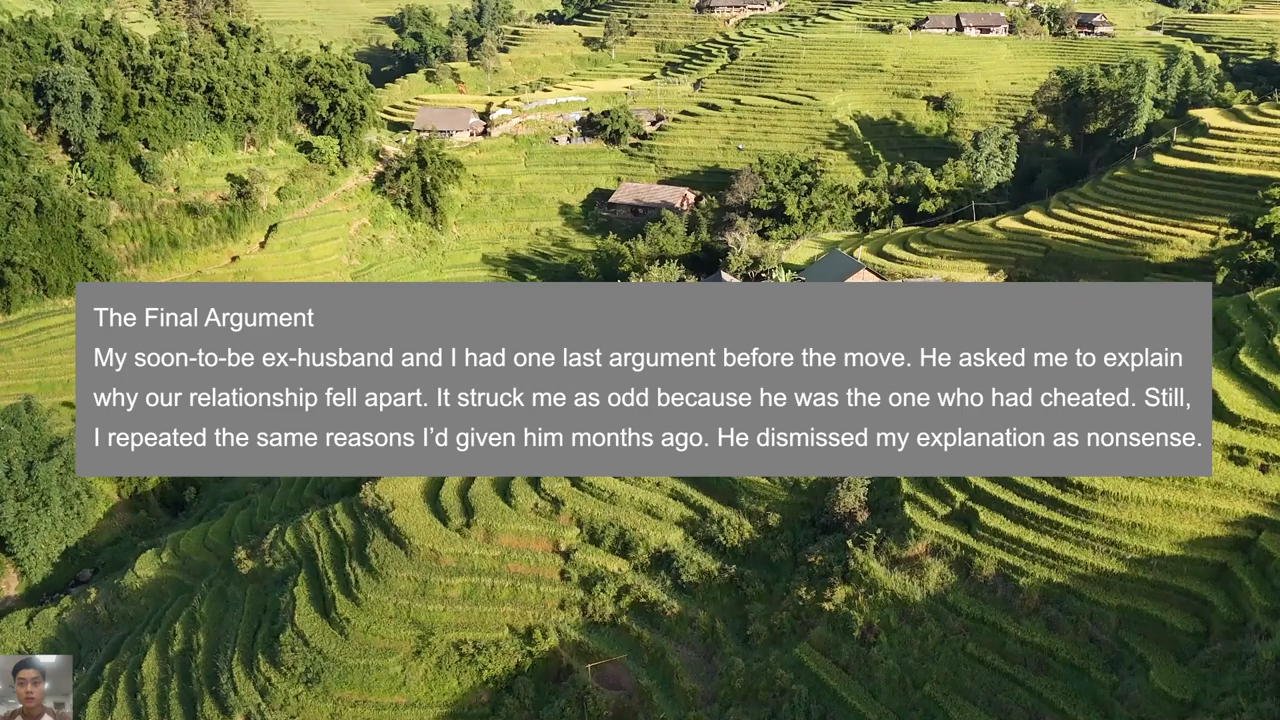 The Final Argument
My soon-to-be ex-husband and I had one last argument before the move. He asked me to explain
why our relationship fell apart. It struck me as odd because he was the one who had cheated. Still,
I repeated the same reasons I’d given him months ago. He dismissed my explanation as nonsense.